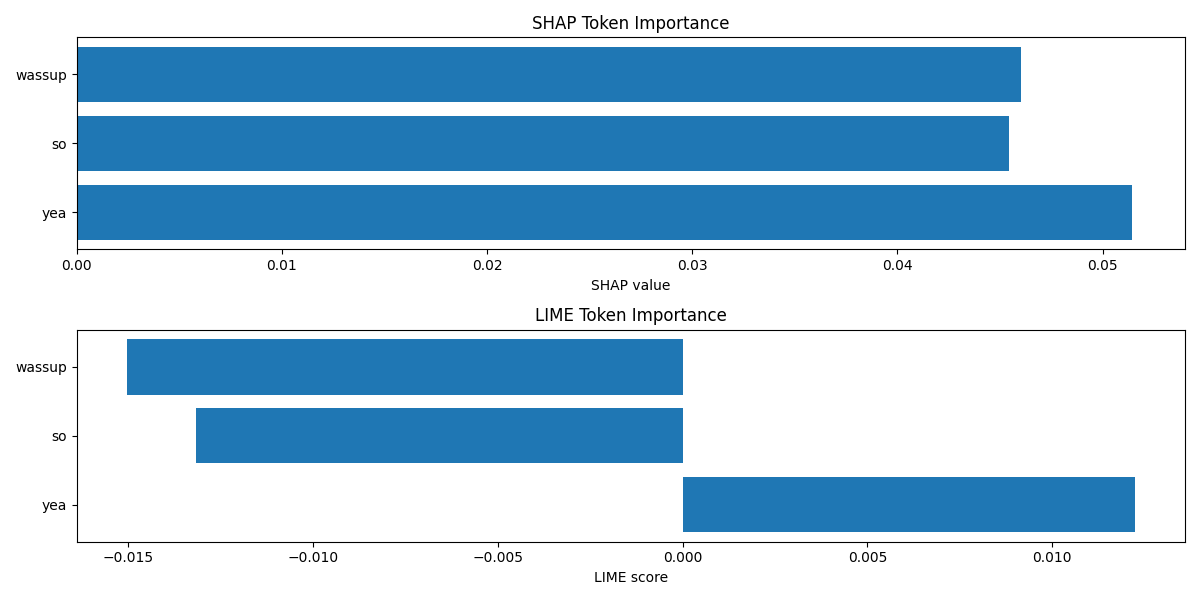 SHAP Token Importance
wassup
so
yea
0.00 0.01 0.02 0.03 0.04 0.05
SHAP value
LIME Token Importance
wassup
so
yea
−0.015 −0.010 −0.005 0.000 0.005 0.010
LIME score